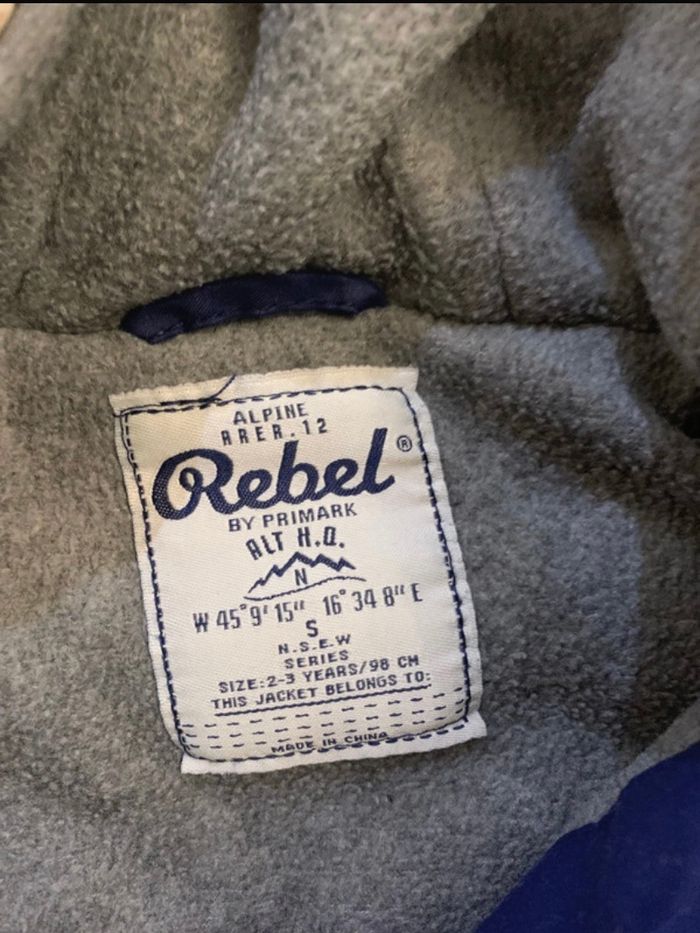 ALPINE
RRER.12
Rebel®
BY PRIMARK
ALT H.Q.
N
W 45°9'15" 16°34 8" E
S
N.S.E.W
SERIES
SIZE:2-3 YEARS/98 CM
THIS JACKET BELONGS TO:
MADE IN CHINA